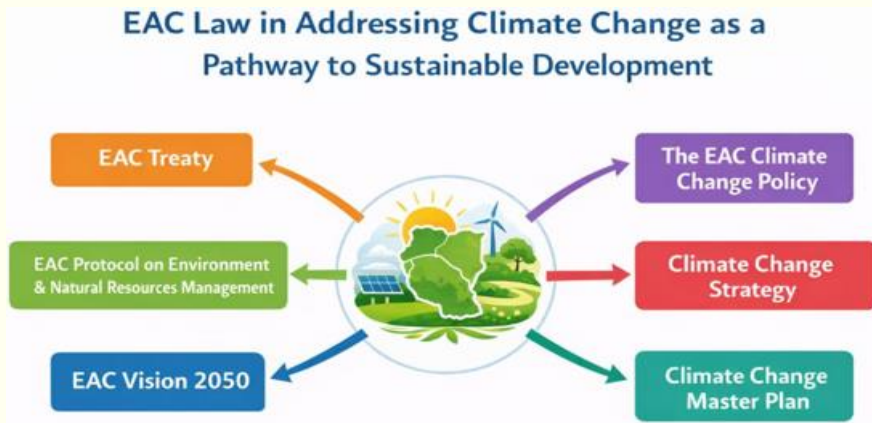 EAC Law in Addressing Climate Change as a
Pathway to Sustainable Development
EAC Treaty
EAC Protocol on Environment
& Natural Resources Management
EAC Vision 2050
The EAC Climate
Change Policy
Climate Change
Strategy
Climate Change
Master Plan